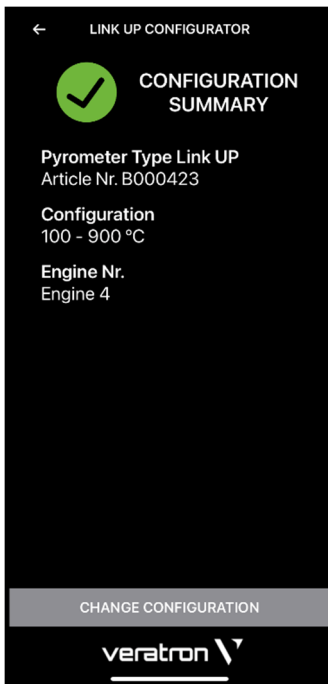 ← LINK UP CONFIGURATOR
CONFIGURATION
SUMMARY
Pyrometer Type Link UP
Article Nr. B000423
Configuration
100 - 900 °C
Engine Nr.
Engine 4
CHANGE CONFIGURATION
veratron